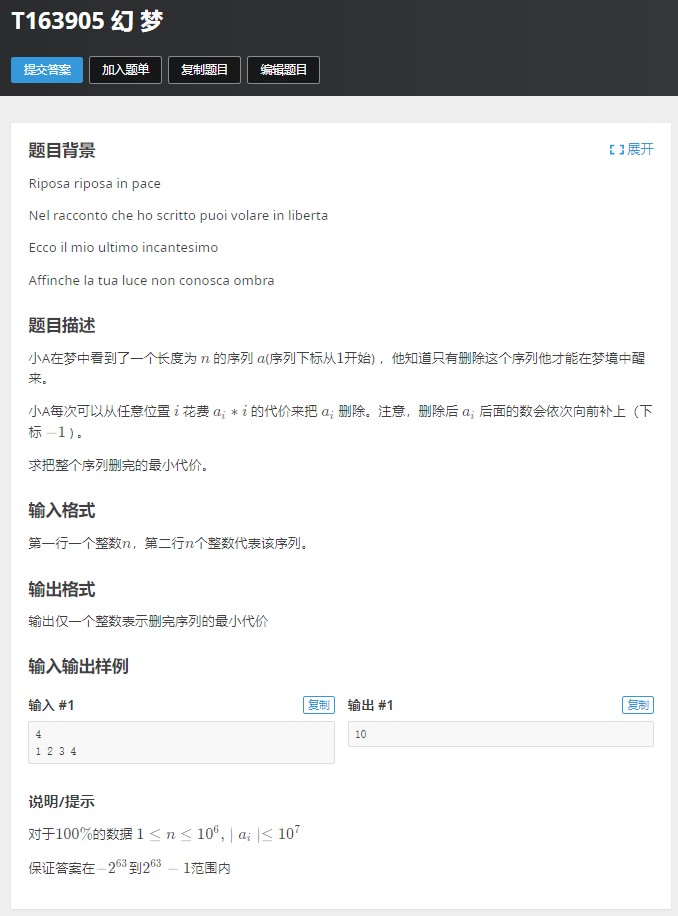 T163905 幻 梦
提交答案 加入题单 复制题目 编辑题目
题目背景
展开
Riposa riposa in pace
Nel racconto che ho scritto puoi volare in liberta
Ecco il mio ultimo incantesimo
Affinche la tua luce non conosca ombra
题目描述
小A在梦中看到了一个长度为 n 的序列 a(序列下标从1开始) ，他知道只有删除这个序列他才能在梦境中醒
来。
小A每次可以从任意位置 i 花费 a_i * i 的代价来把 a_i 删除。注意，删除后 a_i 后面的数会依次向前补上（下
标 −1 ) 。
求把整个序列删完的最小代价。
输入格式
第一行一个整数n，第二行n个整数代表该序列。
输出格式
输出仅一个整数表示删完序列的最小代价
输入输出样例
输入 #1 复制 输出 #1 复制
4
1 2 3 4
10
说明/提示
对于100%的数据 1 ≤ n ≤ 10^6, | a_i |≤ 10^7
保证答案在−2^63到2^63 − 1范围内